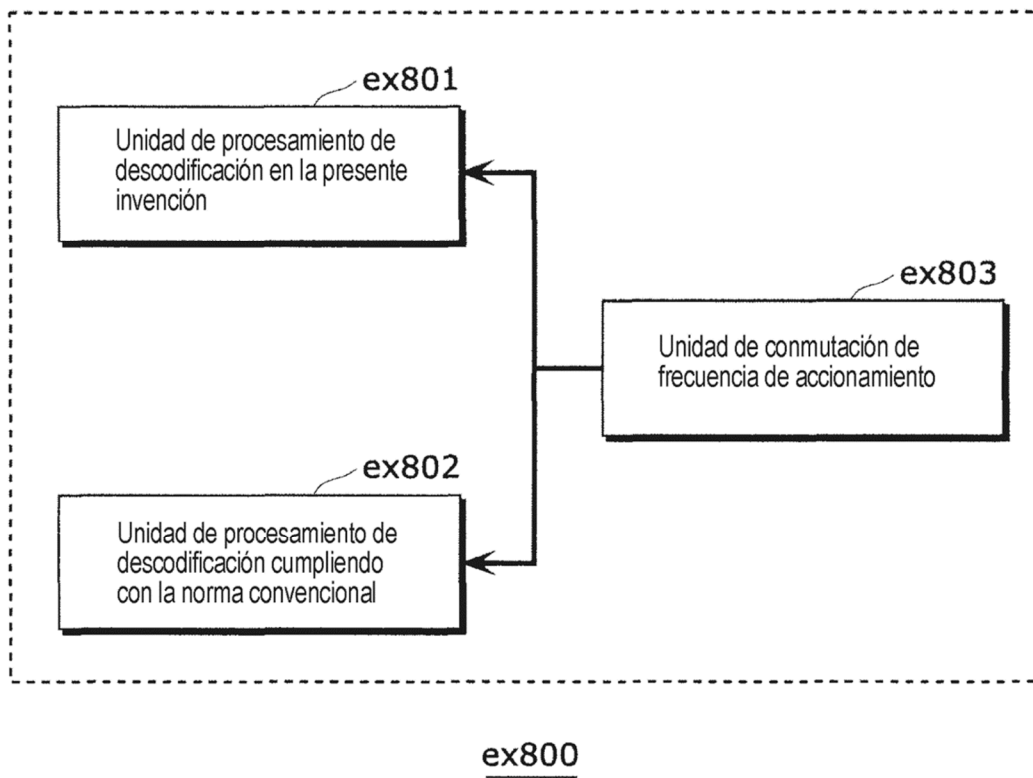 ex801
Unidad de procesamiento de
descodificación en la presente
invención
ex803
Unidad de conmutación de
frecuencia de accionamiento
ex802
Unidad de procesamiento de
descodificación cumpliendo
con la norma convencional
ex800